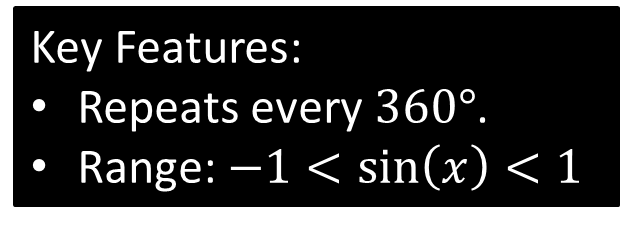 Key Features:
• Repeats every 360°.
• Range: −1 < sin(x) < 1